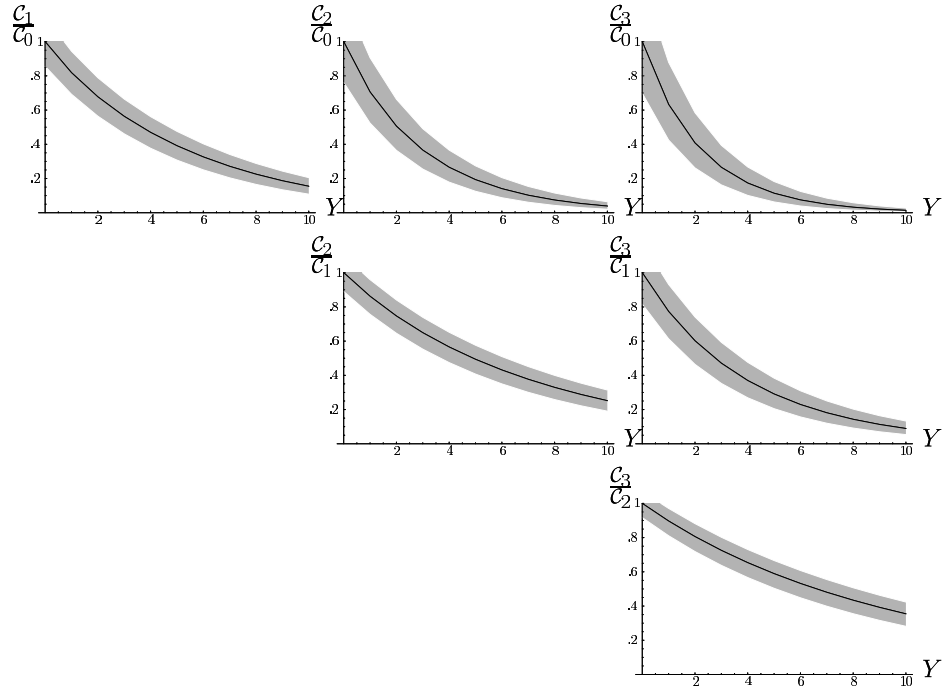 C1 C2 C3
C0 C0 C0
1 1 1
.8 .8 .8
.6 .6 .6
.4 .4 .4
.2 .2 .2
2 4 6 8 10 Y 2 4 6 8 10 Y 2 4 6 8 10 Y
C2 C3
C1 C1
1 1
.8 .8
.6 .6
.4 .4
.2 .2
2 4 6 8 10 Y 2 4 6 8 10 Y
C3
C2
1
.8
.6
.4
.2
2 4 6 8 10 Y